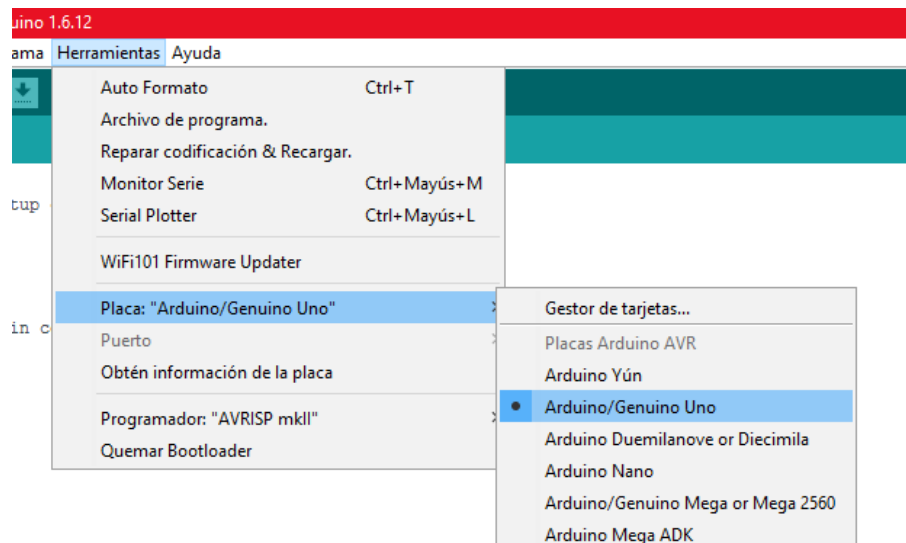 uino 1.6.12
ama Herramientas Ayuda
Auto Formato Ctrl+T
Archivo de programa.
Reparar codificación & Recargar.
Monitor Serie Ctrl+Mayús+M
tup
Serial Plotter Ctrl+Mayús+L
WiFi101 Firmware Updater
Placa: "Arduino/Genuino Uno"
in c
Puerto
Obtén información de la placa
Programador: "AVRISP mkII"
Quemar Bootloader
Gestor de tarjetas...
Placas Arduino AVR
Arduino Yún
Arduino/Genuino Uno
Arduino Duemilanove or Diecimila
Arduino Nano
Arduino/Genuino Mega or Mega 2560
Arduino Mega ADK